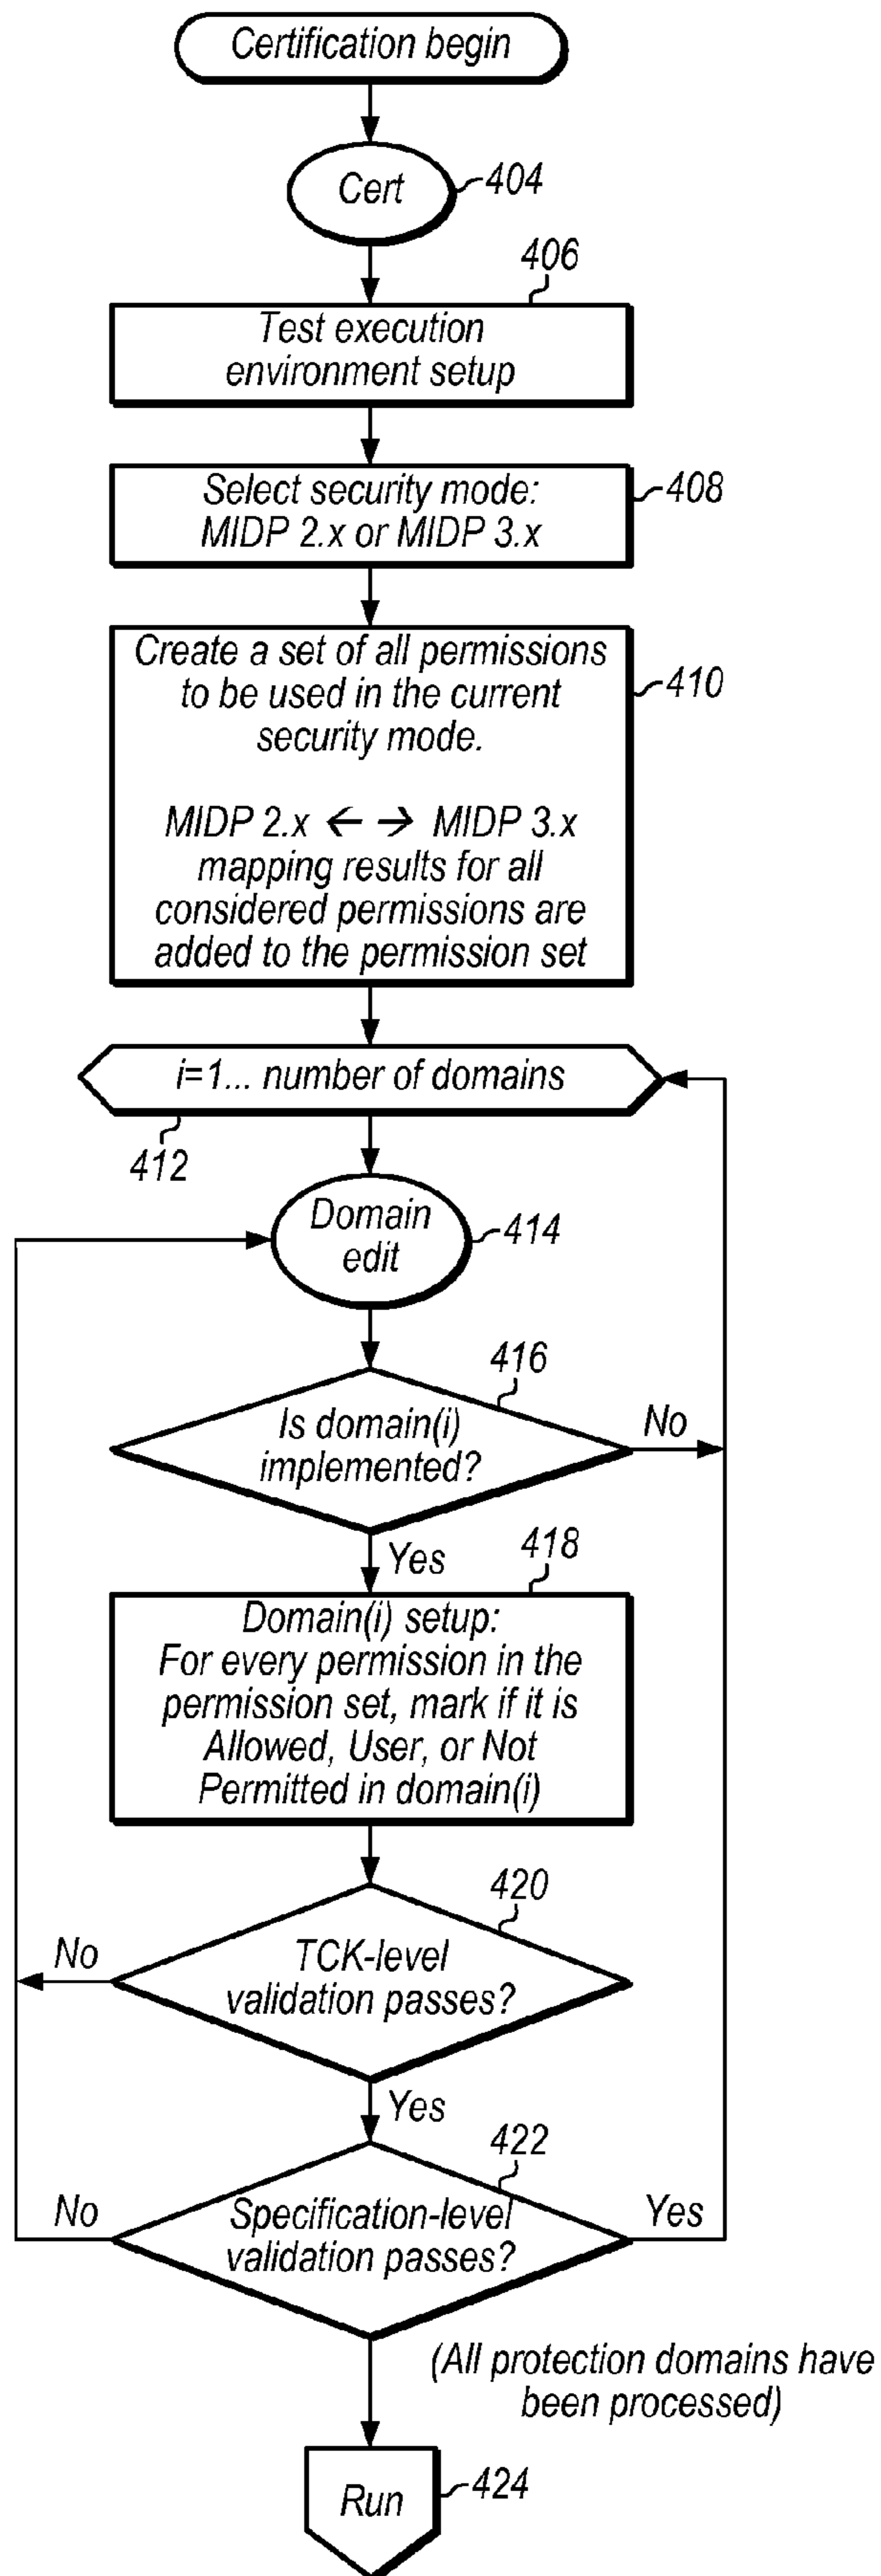 Certification begin
Cert
404
406
Test execution
environment setup
Select security mode:
MIDP 2.x or MIDP 3.x
408
Create a set of all permissions
to be used in the current
security mode.
410
MIDP 2.x ← → MIDP 3.x
mapping results for all
considered permissions are
added to the permission set
i=1... number of domains
412
Domain
edit
414
416
Is domain(i)
implemented?
No
Yes
418
Domain(i) setup:
For every permission in the
permission set, mark if it is
Allowed, User, or Not
Permitted in domain(i)
420
TCK-level
validation passes?
No
Yes
422
Specification-level
validation passes?
No
Yes
(All protection domains have
been processed)
Run
424